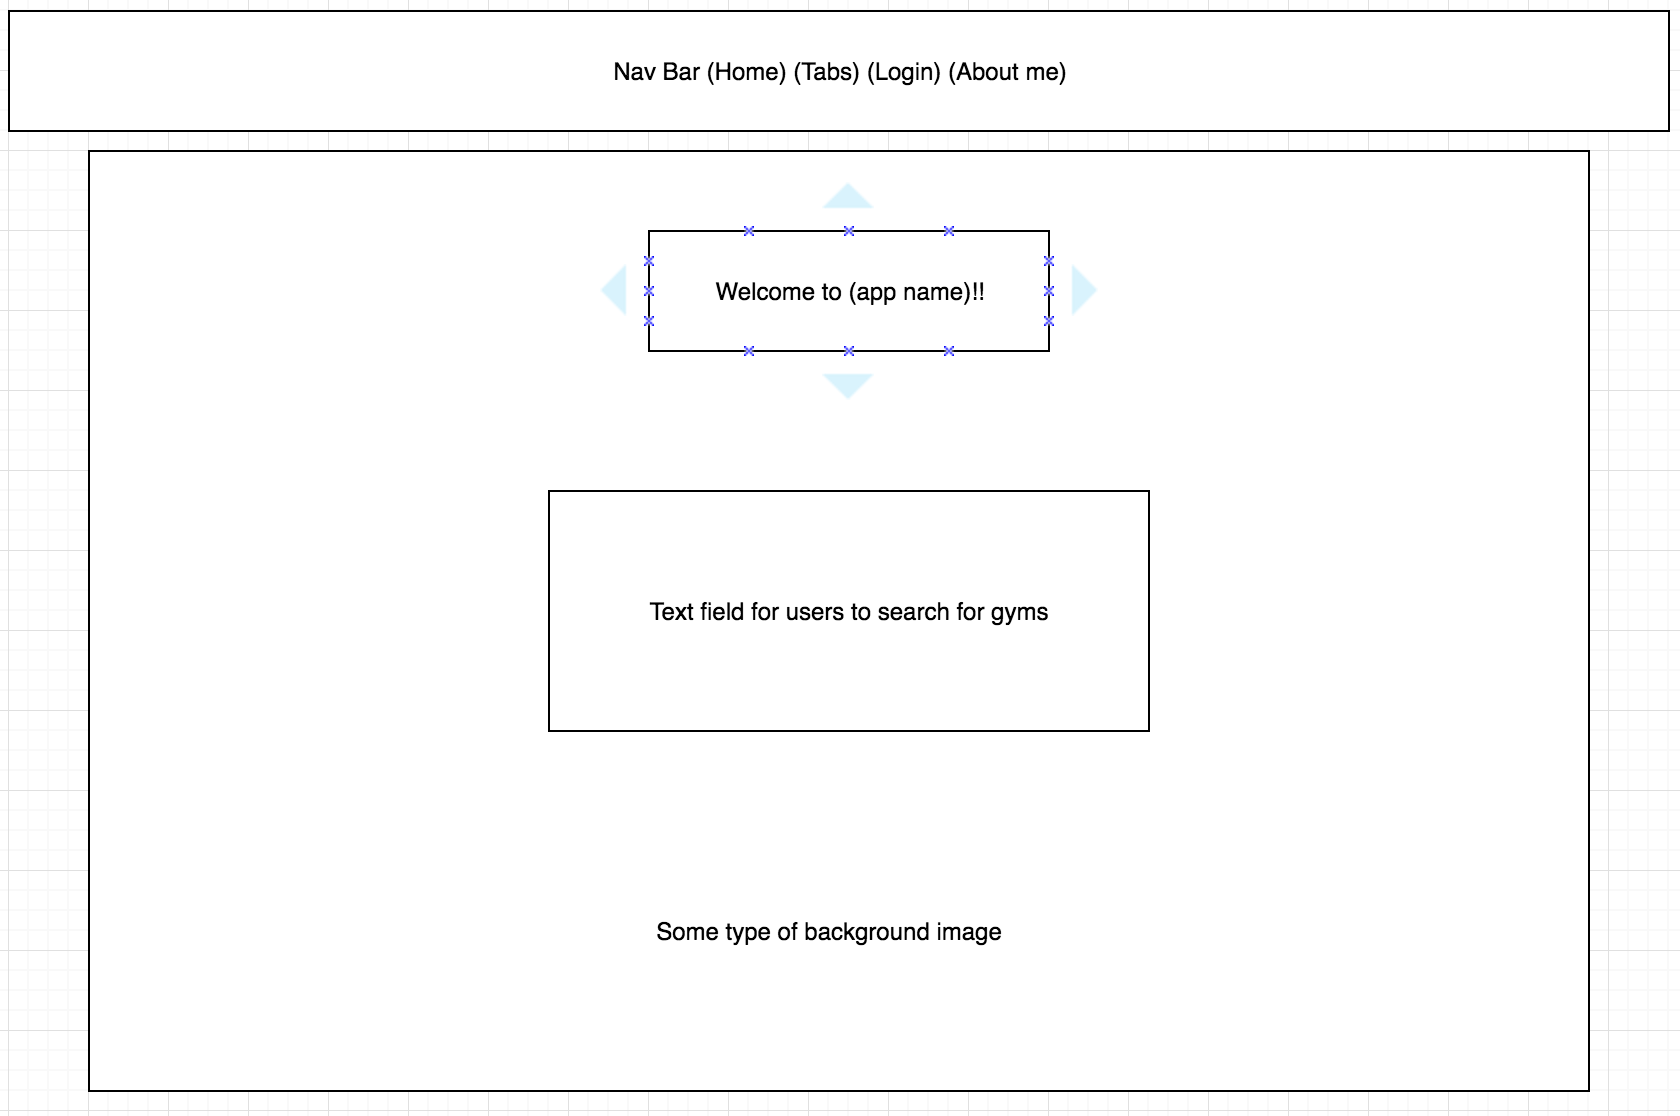 Nav Bar (Home) (Tabs) (Login) (About me)
Welcome to (app name)!!
Text field for users to search for gyms
Some type of background image